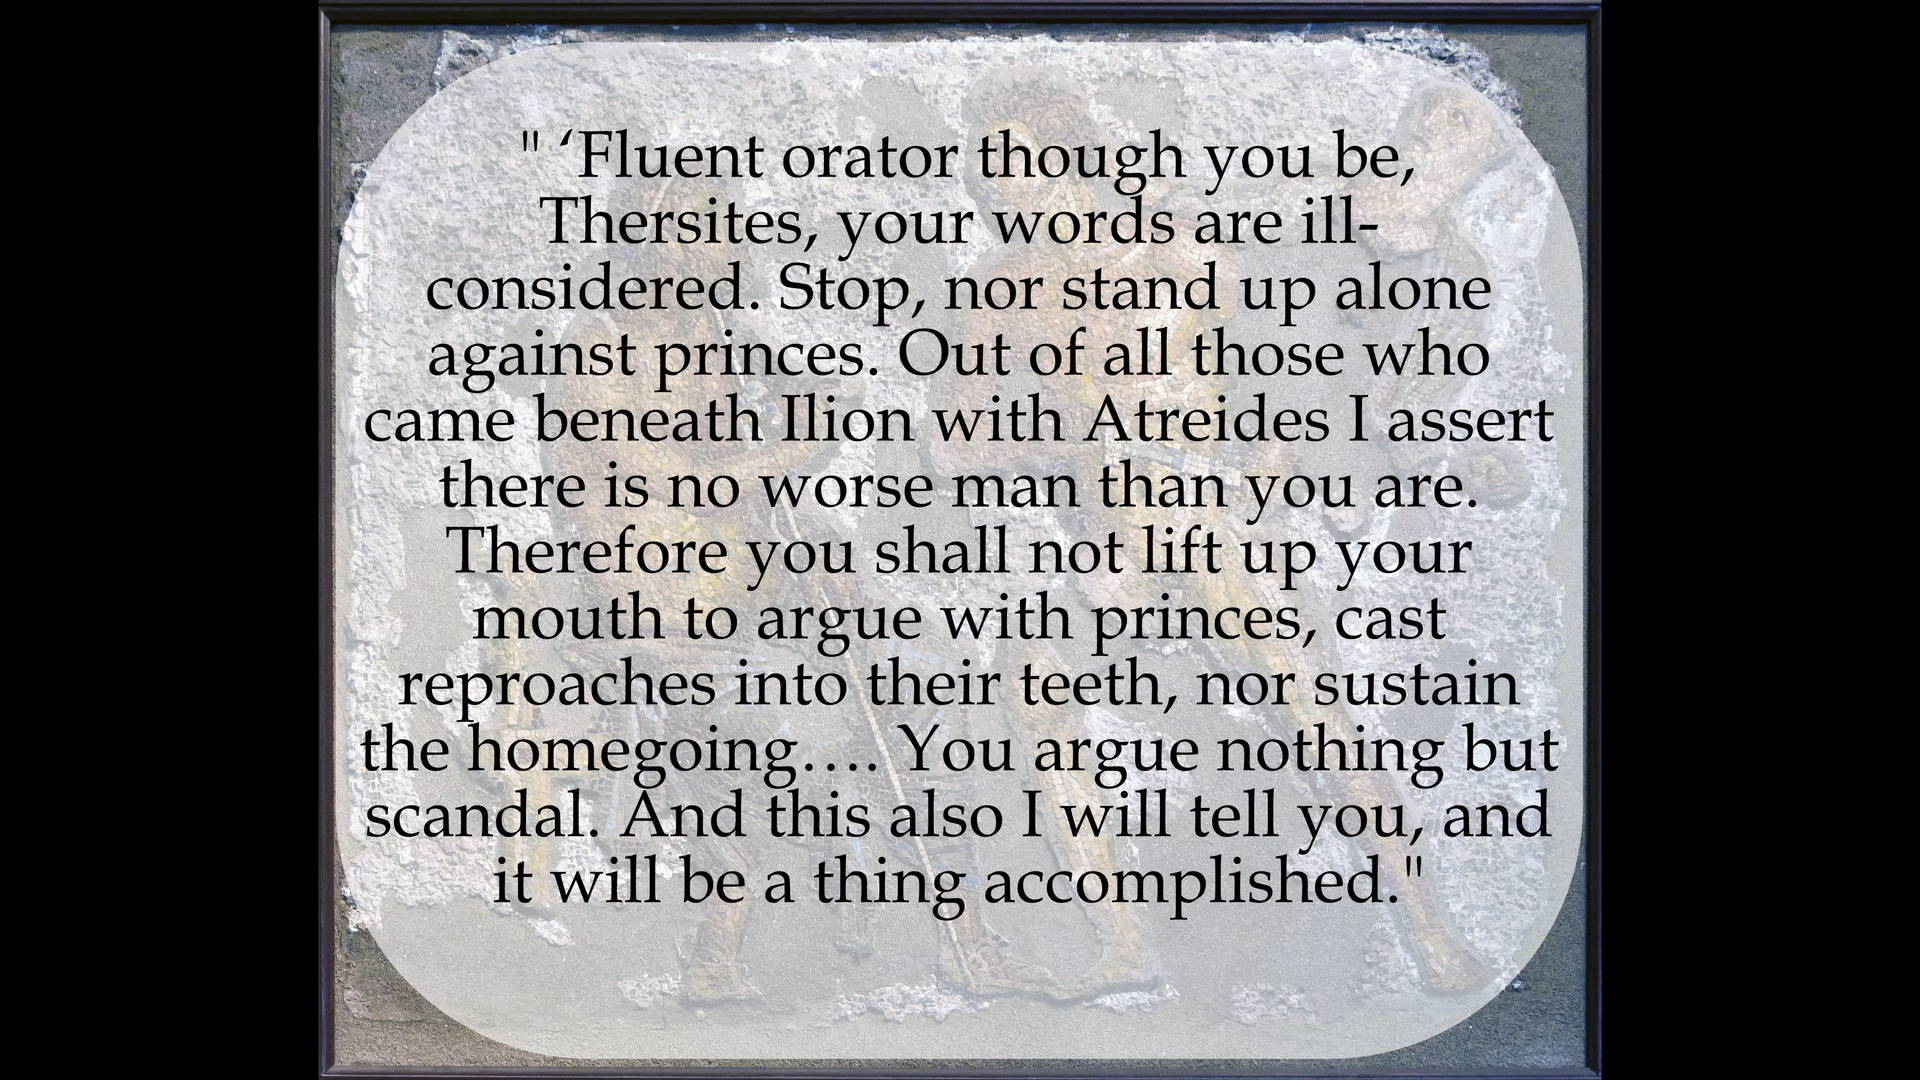 " ‘Fluent orator though you be,
Thersites, your words are ill-
considered. Stop, nor stand up alone
against princes. Out of all those who
came beneath Ilion with Atreides I assert
there is no worse man than you are.
Therefore you shall not lift up your
mouth to argue with princes, cast
reproaches into their teeth, nor sustain
the homegoing…. You argue nothing but
scandal. And this also I will tell you, and
it will be a thing accomplished."